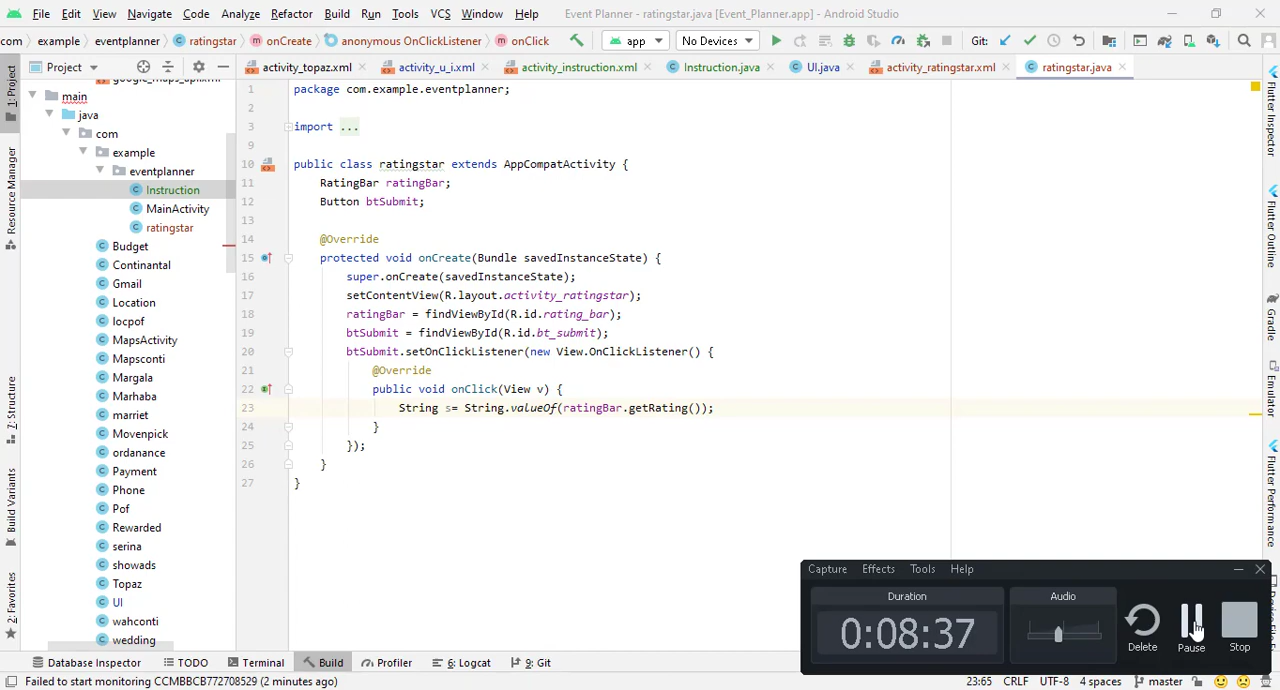 File Edit View Navigate Code Analyze Refactor Build Run Tools VCS Window Help Event Planner - ratingstar.java [Event_Planner.app] - Android Studio
com example eventplanner ratingstar onCreate anonymous OnClickListener onClick app No Devices Git:
Project activity_topaz.xml activity_u_i.xml activity_instruction.xml Instruction.java UI.java activity_ratingstar.xml ratingstar.java
1: Project
Resource Manager
Z: Structure
Build Variants
2: Favorites
main
java
com
example
eventplanner
Instruction
MainActivity
ratingstar
Budget
Continantal
Gmail
Location
locpof
MapsActivity
Mapsconti
Margala
Marhaba
marriet
Movenpick
ordanance
Payment
Phone
Pof
Rewarded
serina
showads
Topaz
UI
wahconti
wedding
1 package com.example.eventplanner;
2
3 import ...
9
10 public class ratingstar extends AppCompatActivity {
11 RatingBar ratingBar;
12 Button btSubmit;
13
14 @Override
15 protected void onCreate(Bundle savedInstanceState) {
16 super.onCreate(savedInstanceState);
17 setContentView(R.layout.activity_ratingstar);
18 ratingBar = findViewById(R.id.rating_bar);
19 btSubmit = findViewById(R.id.bt_submit);
20 btSubmit.setOnClickListener(new View.OnClickListener() {
21 @Override
22 public void onClick(View v) {
23 String s= String.valueOf(ratingBar.getRating());
24 }
25 });
26 }
27 }
Flutter Inspector
Flutter Outline
Gradle
Emulator
Flutter Performance
Capture Effects Tools Help
Duration Audio
0:08:37
Delete Pause Stop
Database Inspector TODO Terminal Build Profiler 6: Logcat 9: Git
Failed to start monitoring CCMBBCB772708529 (2 minutes ago) 23:65 CRLF UTF-8 4 spaces master